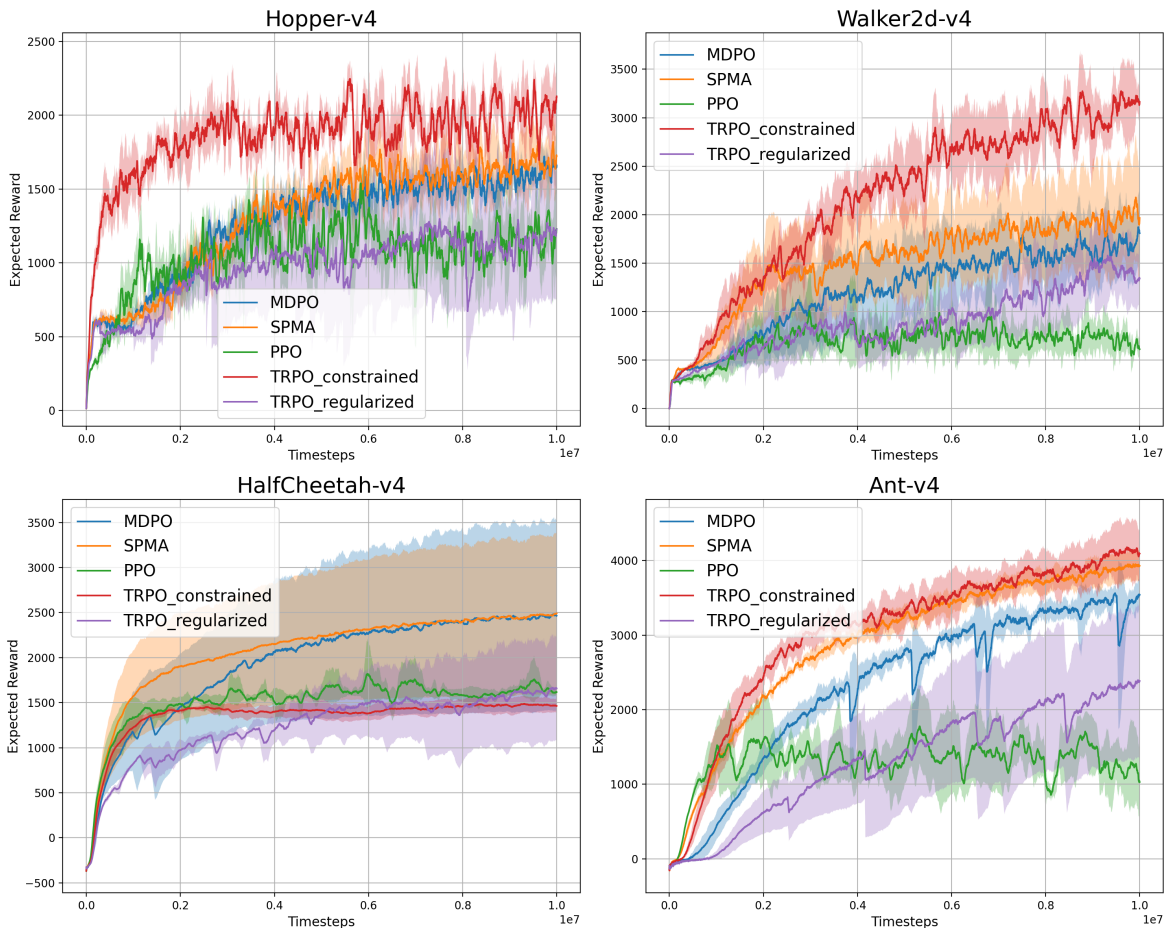 Hopper-v4
Expected Reward
2500
2000
1500
1000
500
0
MDPO
SPMA
PPO
TRPO_constrained
TRPO_regularized
0.0 0.2 0.4 0.6 0.8 1.0
1e7
Timesteps
Walker2d-v4
Expected Reward
3500
3000
2500
2000
1500
1000
500
0
MDPO
SPMA
PPO
TRPO_constrained
TRPO_regularized
0.0 0.2 0.4 0.6 0.8 1.0
1e7
Timesteps
HalfCheetah-v4
Expected Reward
3500
3000
2500
2000
1500
1000
500
0
−500
MDPO
SPMA
PPO
TRPO_constrained
TRPO_regularized
0.0 0.2 0.4 0.6 0.8 1.0
1e7
Timesteps
Ant-v4
Expected Reward
4000
3000
2000
1000
0
MDPO
SPMA
PPO
TRPO_constrained
TRPO_regularized
0.0 0.2 0.4 0.6 0.8 1.0
1e7
Timesteps